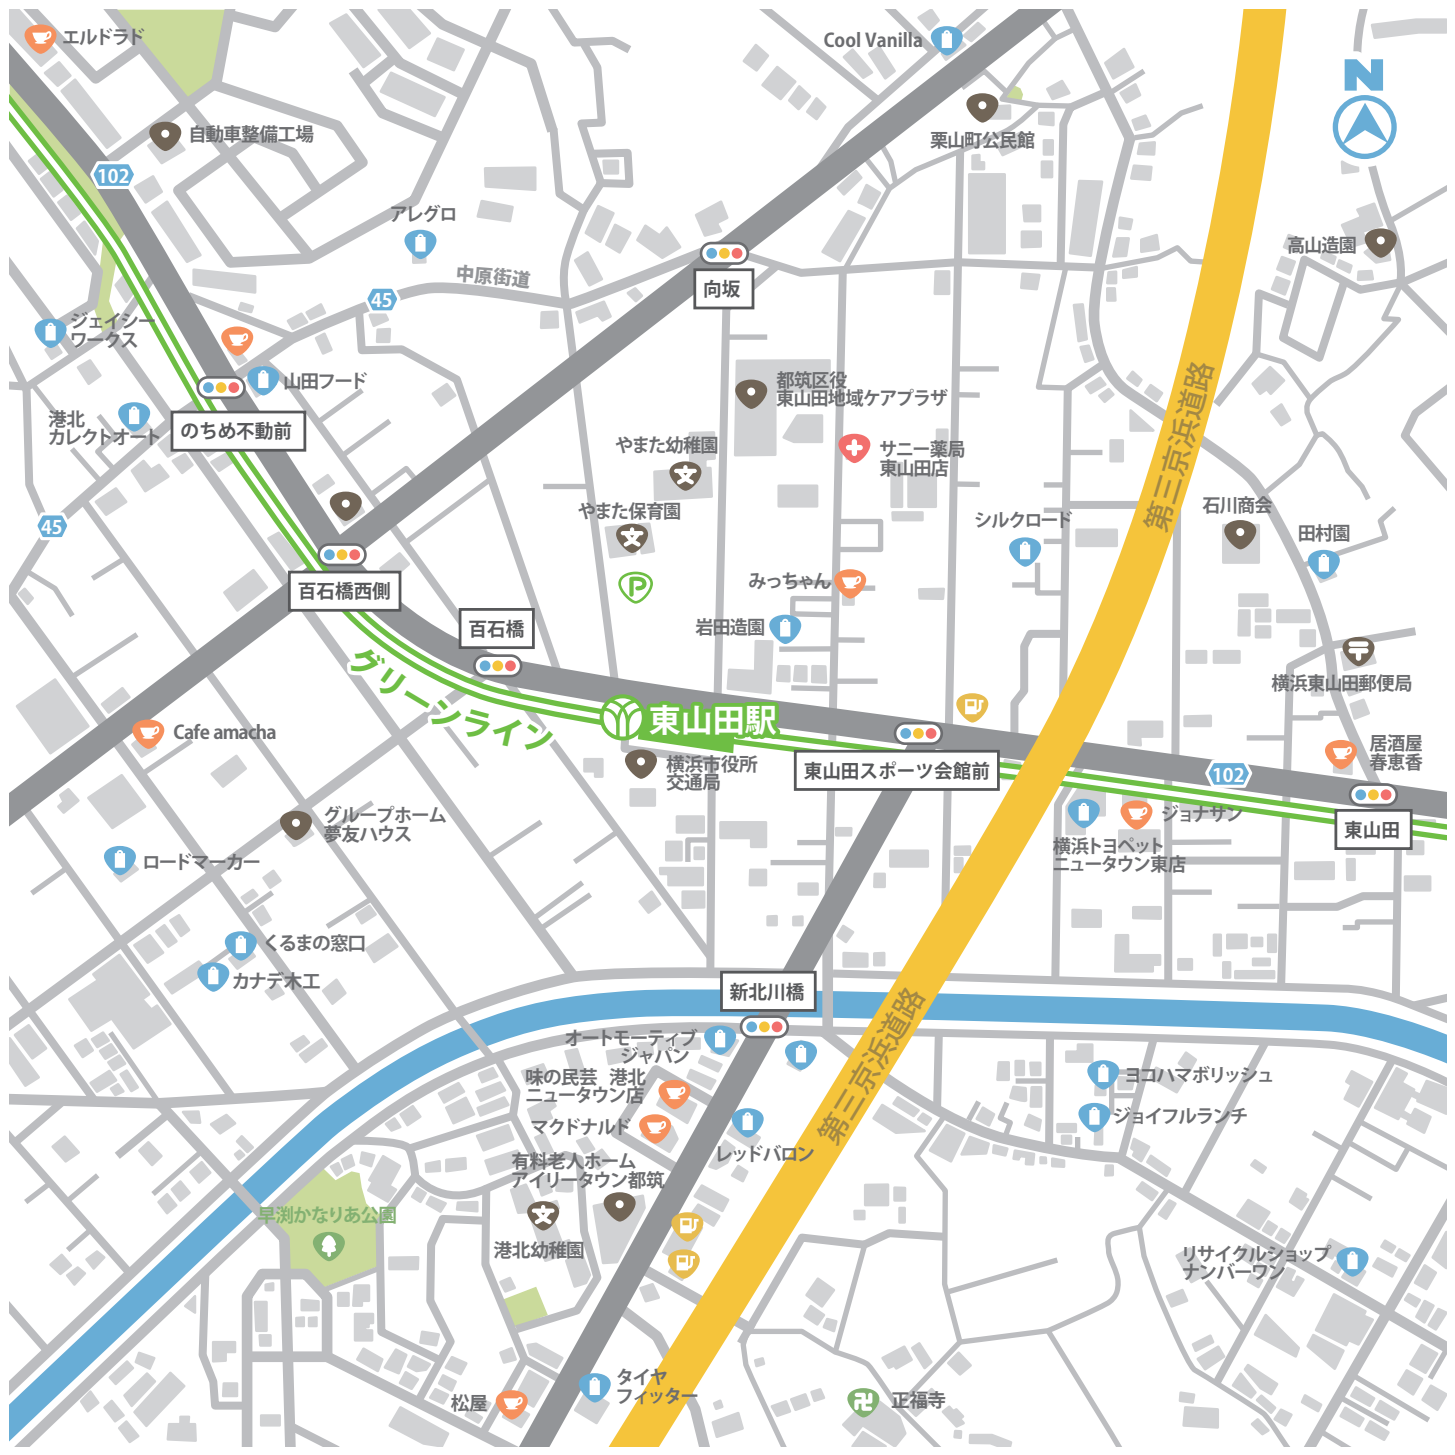 エルドラド
Cool Vanilla
N
自動車整備工場
栗山町公民館
102
アレグロ
高山造園
中原街道
向坂
45
ジェイシー
ワークス
山田フード
都筑区役
東山田地域ケアプラザ
港北
カレクトオート
のちめ不動前
第三京浜道路
やまた幼稚園
サニー薬局
東山田店
やまた保育園
シルクロード
石川商会
田村園
45
百石橋西側
P
みっちゃん
百石橋
岩田造園
グリーンライン
横浜東山田郵便局
東山田駅
Cafe amacha
横浜市役所
交通局
東山田スポーツ会館前
102
居酒屋
春恵香
グループホーム
夢友ハウス
ジョナサン
東山田
横浜トヨペット
ニュータウン東店
ロードマーカー
くるまの窓口
カナデ木工
新北川橋
第三京浜道路
オートモーティブ
ジャパン
味の民芸 港北
ニュータウン店
マクドナルド
ヨコハマボリッシュ
ジョイフルランチ
レッドバロン
有料老人ホーム
アイリータウン都筑
早渕かなりあ公園
港北幼稚園
リサイクルショップ
ナンバーワン
タイヤ
フィッター
松屋
正福寺